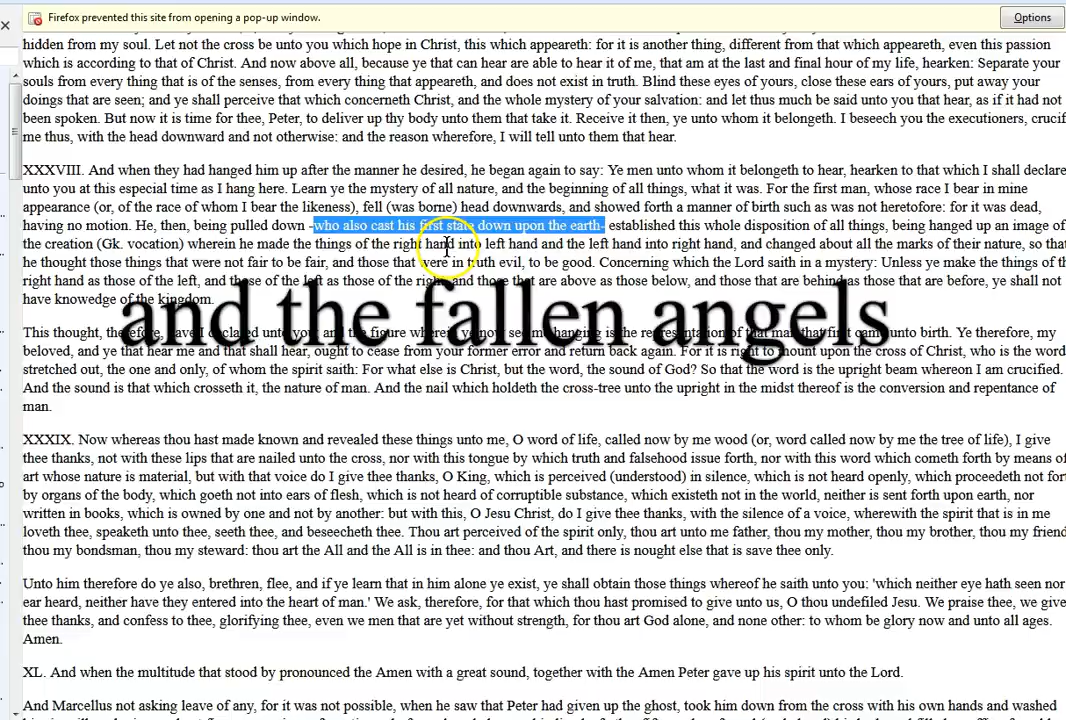 Firefox prevented this site from opening a pop-up window.
Options
hidden from my soul. Let not the cross be unto you which hope in Christ, this which appeareth: for it is another thing, different from that which appeareth, even this passion
which is according to that of Christ. And now above all, because ye that can hear are able to hear it of me, that am at the last and final hour of my life, hearken: Separate your
souls from every thing that is of the senses, from every thing that appeareth, and does not exist in truth. Blind these eyes of yours, close these ears of yours, put away your
doings that are seen; and ye shall perceive that which concerneth Christ, and the whole mystery of your salvation: and let thus much be said unto you that hear, as if it had not
been spoken. But now it is time for thee, Peter, to deliver up thy body unto them that take it. Receive it then, ye unto whom it belongeth. I beseech you the executioners, crucif
me thus, with the head downward and not otherwise: and the reason wherefore, I will tell unto them that hear.
XXXVIII. And when they had hanged him up after the manner he desired, he began again to say: Ye men unto whom it belongeth to hear, hearken to that which I shall declare
unto you at this especial time as I hang here. Learn ye the mystery of all nature, and the beginning of all things, what it was. For the first man, whose race I bear in mine
appearance (or, of the race of whom I bear the likeness), fell (was borne) head downwards, and showed forth a manner of birth such as was not heretofore: for it was dead,
having no motion. He, then, being pulled down -who also cast his first state down upon the earth- established this whole disposition of all things, being hanged up an image of
the creation (Gk. vocation) wherein he made the things of the right hand into left hand and the left hand into right hand, and changed about all the marks of their nature, so tha
he thought those things that were not fair to be fair, and those that were in truth evil, to be good. Concerning which the Lord saith in a mystery: Unless ye make the things of th
right hand as those of the left, and those of the left as those of the right, and those that are above as those below, and those that are behind as those that are before, ye shall not
have knowledge of the kingdom.
and the fallen angels
This thought, therefore, have I declared unto you; and the figure wherein ye now see me hanging is the representation of that man that first came unto birth. Ye therefore, my
beloved, and ye that hear me and that shall hear, ought to cease from your former error and return back again. For it is right to mount upon the cross of Christ, who is the word
stretched out, the one and only, of whom the spirit saith: For what else is Christ, but the word, the sound of God? So that the word is the upright beam whereon I am crucified.
And the sound is that which crosseth it, the nature of man. And the nail which holdeth the cross-tree unto the upright in the midst thereof is the conversion and repentance of
man.
XXXIX. Now whereas thou hast made known and revealed these things unto me, O word of life, called now by me wood (or, word called now by me the tree of life), I give
thee thanks, not with these lips that are nailed unto the cross, nor with this tongue by which truth and falsehood issue forth, nor with this word which cometh forth by means of
art whose nature is material, but with that voice do I give thee thanks, O King, which is perceived (understood) in silence, which is not heard openly, which proceedeth not for
by organs of the body, which goeth not into ears of flesh, which is not heard of corruptible substance, which existeth not in the world, neither is sent forth upon earth, nor
written in books, which is owned by one and not by another: but with this, O Jesu Christ, do I give thee thanks, with the silence of a voice, wherewith the spirit that is in me
loveth thee, speaketh unto thee, seeth thee, and beseecheth thee. Thou art perceived of the spirit only, thou art unto me father, thou my mother, thou my brother, thou my friend
thou my bondsman, thou my steward: thou art the All and the All is in thee: and thou Art, and there is nought else that is save thee only.
Unto him therefore do ye also, brethren, flee, and if ye learn that in him alone ye exist, ye shall obtain those things whereof he saith unto you: 'which neither eye hath seen nor
ear heard, neither have they entered into the heart of man.' We ask, therefore, for that which thou hast promised to give unto us, O thou undefiled Jesu. We praise thee, we give
thee thanks, and confess to thee, glorifying thee, even we men that are yet without strength, for thou art God alone, and none other: to whom be glory now and unto all ages.
Amen.
XL. And when the multitude that stood by pronounced the Amen with a great sound, together with the Amen Peter gave up his spirit unto the Lord.
And Marcellus not asking leave of any, for it was not possible, when he saw that Peter had given up the ghost, took him down from the cross with his own hands and washed